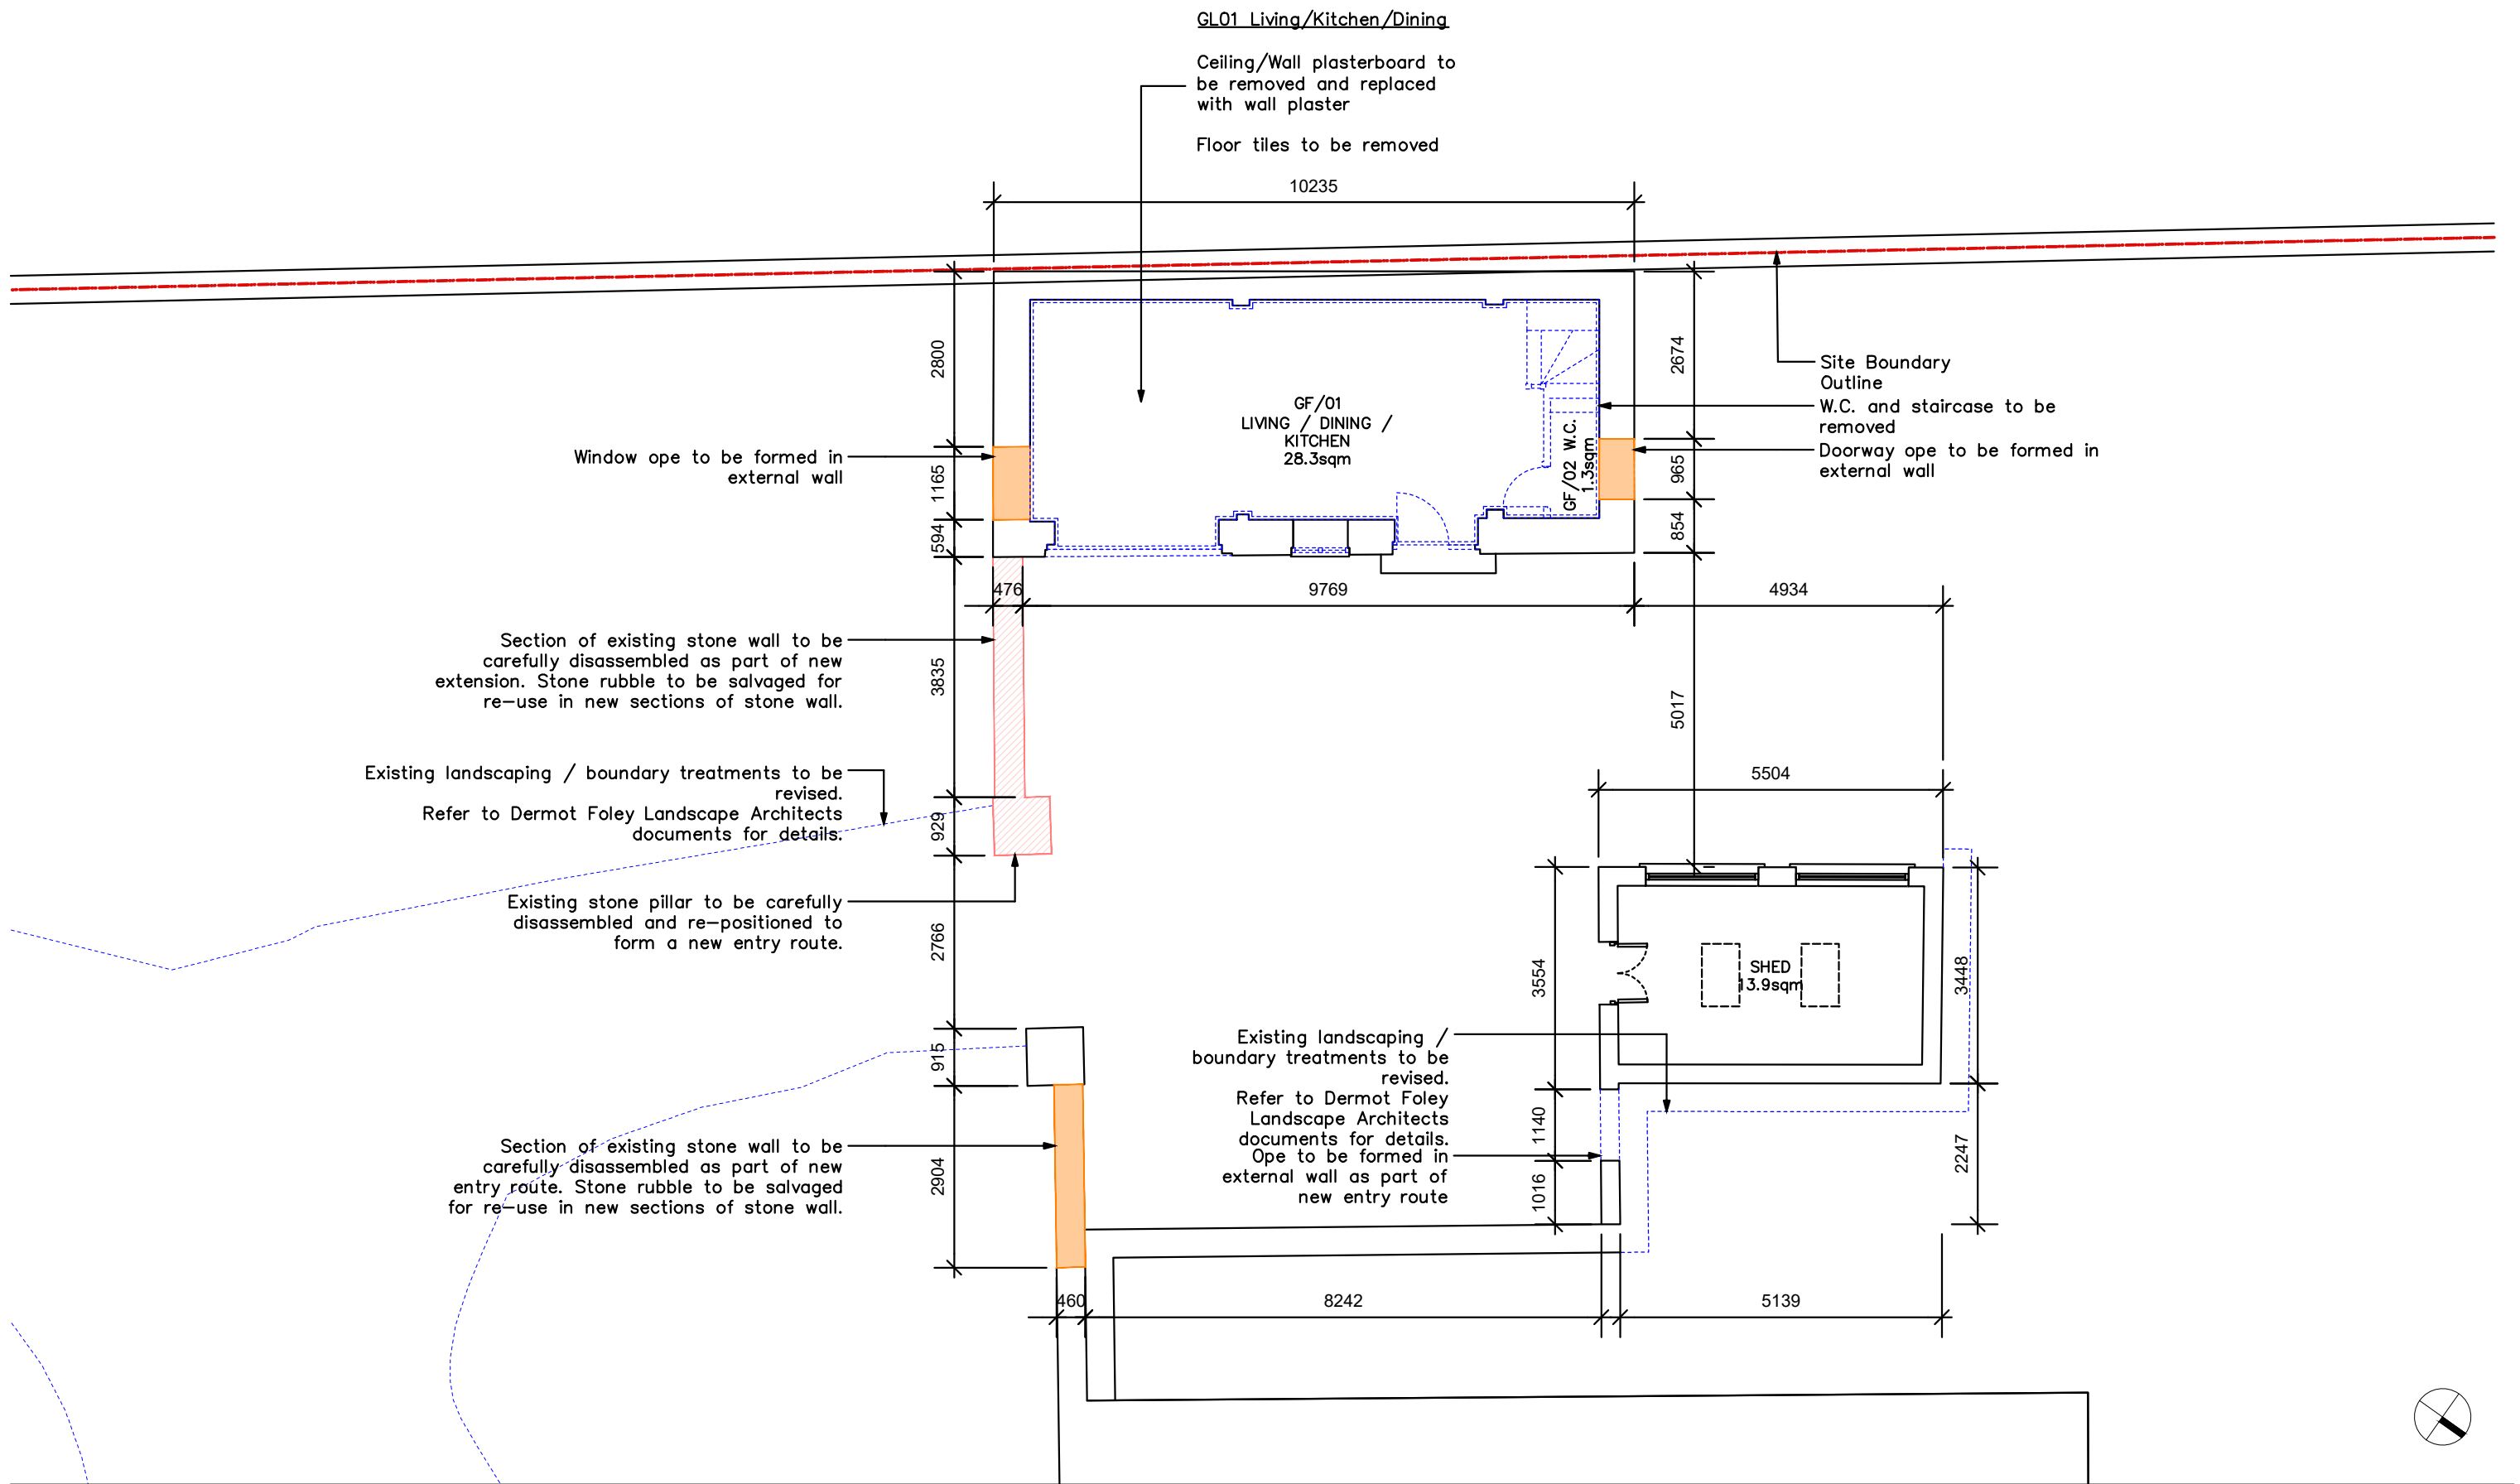 GL01 Living/Kitchen/Dining
Ceiling/Wall plasterboard to
be removed and replaced
with wall plaster
Floor tiles to be removed
10235
2800
1165
594
3835
929
2766
915
2904
2674
965
854
5017
GF/01
LIVING / DINING /
KITCHEN
28.3sqm
GF/02 W.C.
1.3sqm
Site Boundary
Outline
W.C. and staircase to be
removed
Doorway ope to be formed in
external wall
Window ope to be formed in
external wall
476
9769
4934
Section of existing stone wall to be
carefully disassembled as part of new
extension. Stone rubble to be salvaged for
re-use in new sections of stone wall.
Existing landscaping / boundary treatments to be
revised.
Refer to Dermot Foley Landscape Architects
documents for details.
5504
Existing stone pillar to be carefully
disassembled and re-positioned to
form a new entry route.
3554
1140
1016
SHED
13.9sqm
3448
2247
Existing landscaping /
boundary treatments to be
revised.
Refer to Dermot Foley
Landscape Architects
documents for details.
Ope to be formed in
external wall as part of
new entry route
Section of existing stone wall to be
carefully disassembled as part of new
entry route. Stone rubble to be salvaged
for re-use in new sections of stone wall.
460
8242
5139